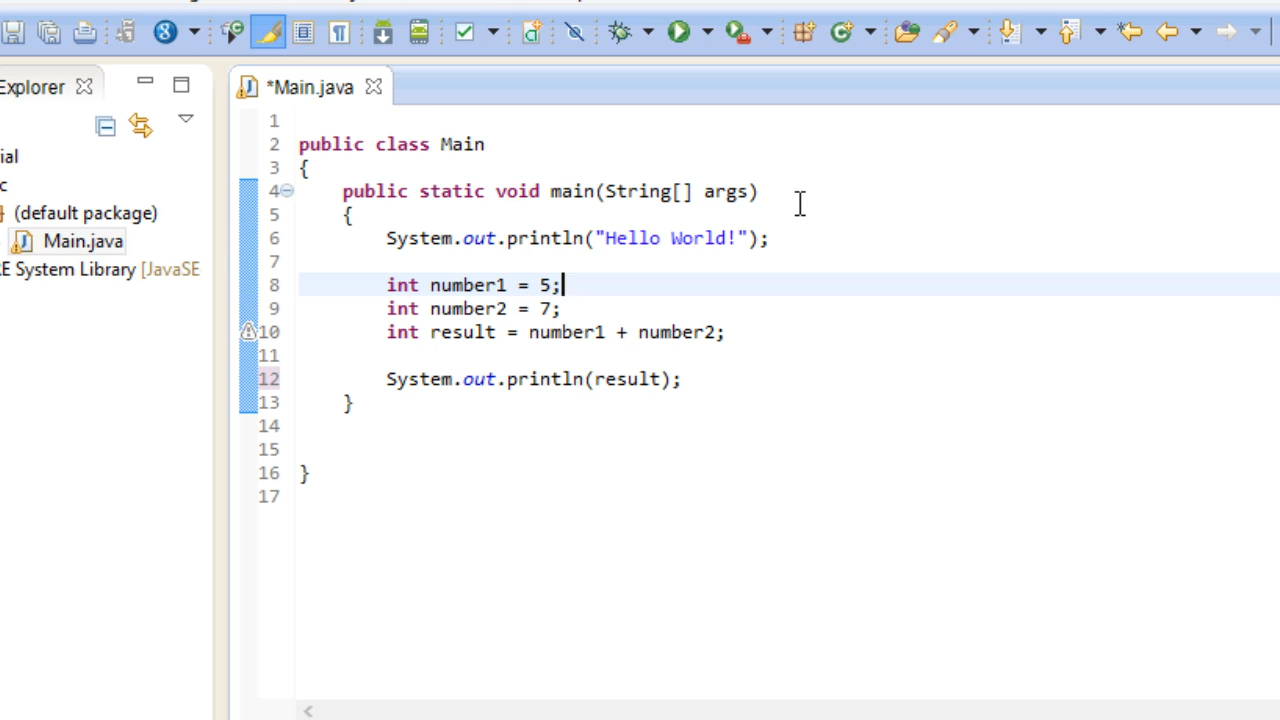 Explorer
*Main.java
ial
c
(default package)
Main.java
E System Library [JavaSE
1
2 public class Main
3 {
4 public static void main(String[] args)
5 {
6 System.out.println("Hello World!");
7
8 int number1 = 5;
9 int number2 = 7;
10 int result = number1 + number2;
11
12 System.out.println(result);
13 }
14
15
16 }
17